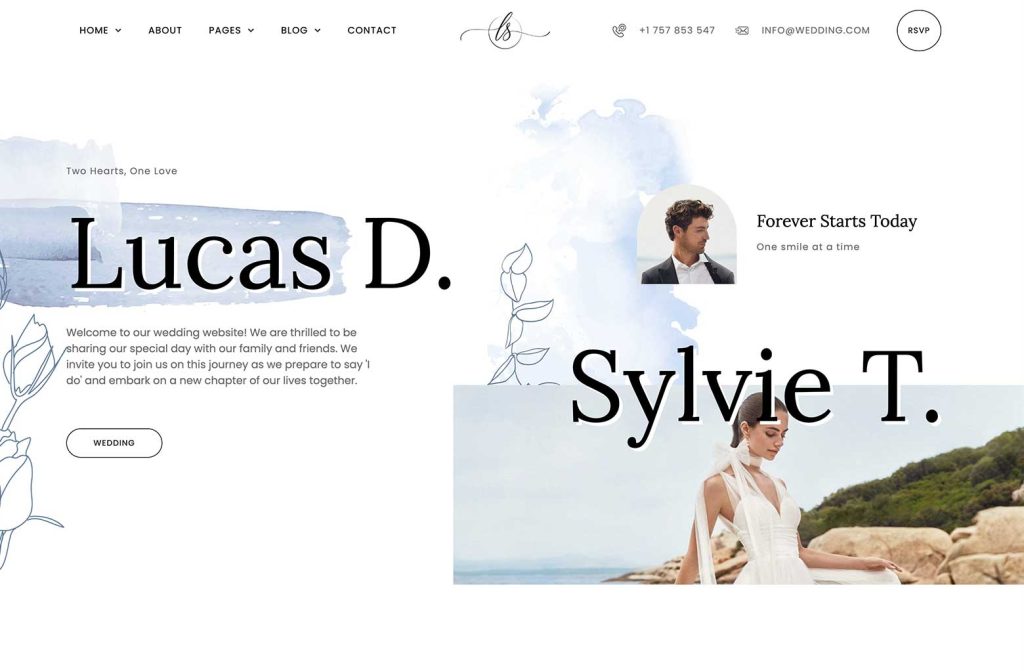 HOME ABOUT PAGES BLOG CONTACT
ls
+1 757 853 547 INFO@WEDDING.COM RSVP
Two Hearts, One Love
Lucas D.
Welcome to our wedding website! We are thrilled to be
sharing our special day with our family and friends. We
invite you to join us on this journey as we prepare to say 'I
do' and embark on a new chapter of our lives together.
WEDDING
Forever Starts Today
One smile at a time
Sylvie T.